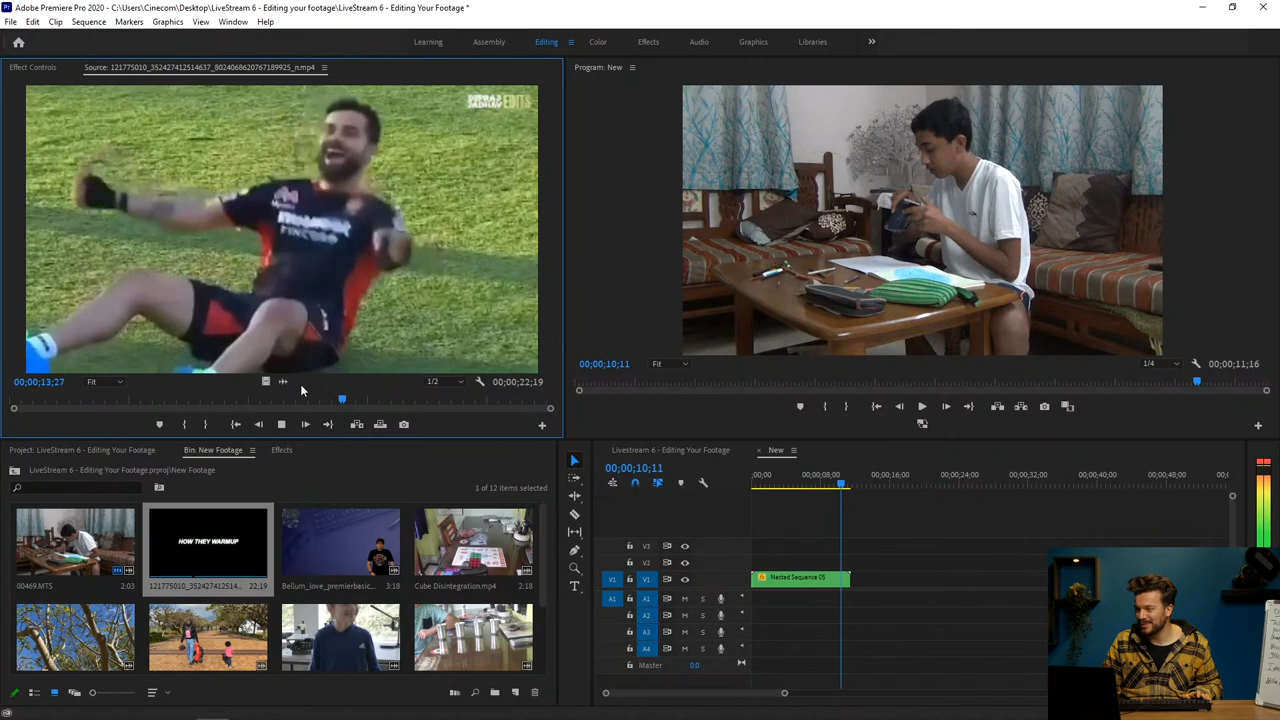 Adobe Premiere Pro 2020 - C:\Users\Cinecom\Desktop\LiveStream 6 - Editing your footage\LiveStream 6 - Editing Your Footage *
File Edit Clip Sequence Markers Graphics View Window Help
Learning Assembly Editing Color Effects Audio Graphics Libraries
Effect Controls Source: 121775010_352427412514637_8024068620767189925_n.mp4
Program: New
EDITS
00;00;13;27 Fit 1/2 00;00;22;19
00;00;10;11 Fit 1/4 00;00;11;16
Project: LiveStream 6 - Editing Your Footage Bin: New Footage Effects
LiveStream 6 - Editing Your Footage.prproj\New Footage
1 of 12 items selected
HOW THEY WARMUP
00469.MTS 121775010_352427412514... 22;19 Bellum_love_premierbasic... 3:18 Cube Disintegration.mp4 2:18
Livestream 6 - Editing Your Footage × New
00;00;10;11
;00;00 00;00;08;00 00;00;16;00 00;00;24;00 00;00;32;00 00;00;40;00 00;00;48;00
V3
V2
V1 V1 fx Nested Sequence 05
A1 A1 M S
A2 M S
A3 M S
A4 M S
Master 0.0